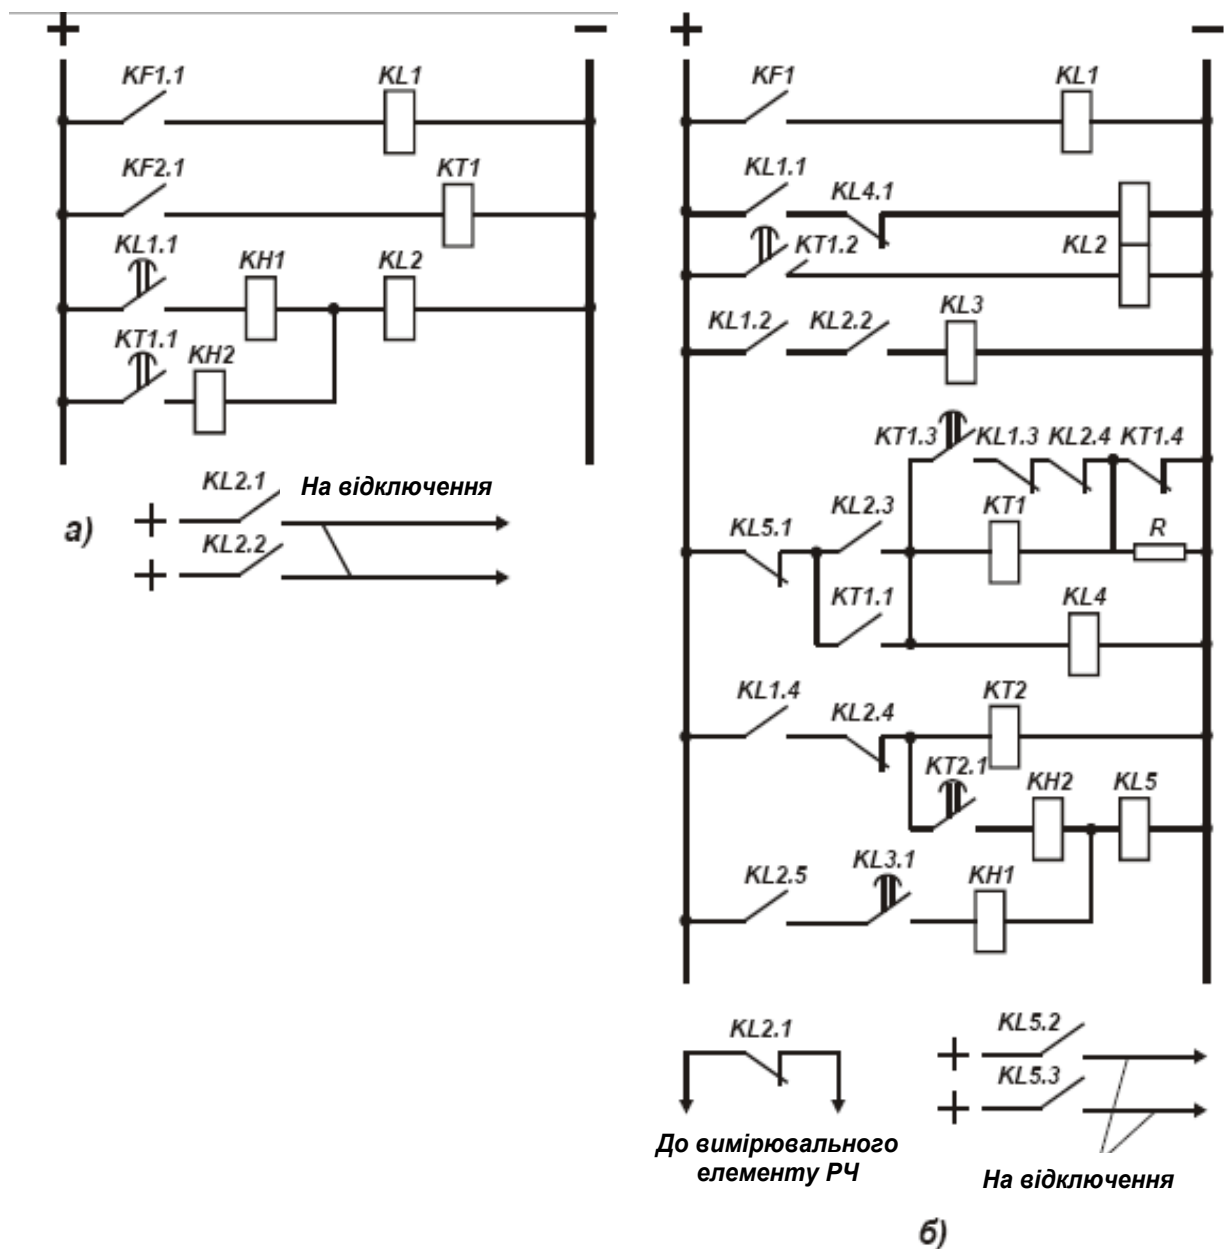 + −
KF1.1 KL1
KF2.1 KT1
KL1.1 KH1 KL2
KT1.1 KH2
KL2.1 На відключення
+
KL2.2
+
а)
+ −
KF1 KL1
KL1.1 KL4.1
KT1.2 KL2
KL1.2 KL2.2 KL3
KT1.3 KL1.3 KL2.4 KT1.4
KL5.1 KL2.3 KT1 R
KT1.1 KL4
KL1.4 KL2.4 KT2
KT2.1 KH2 KL5
KL2.5 KL3.1 KH1
KL2.1
До вимірювального
елементу РЧ
KL5.2
+
KL5.3
+
На відключення
б)